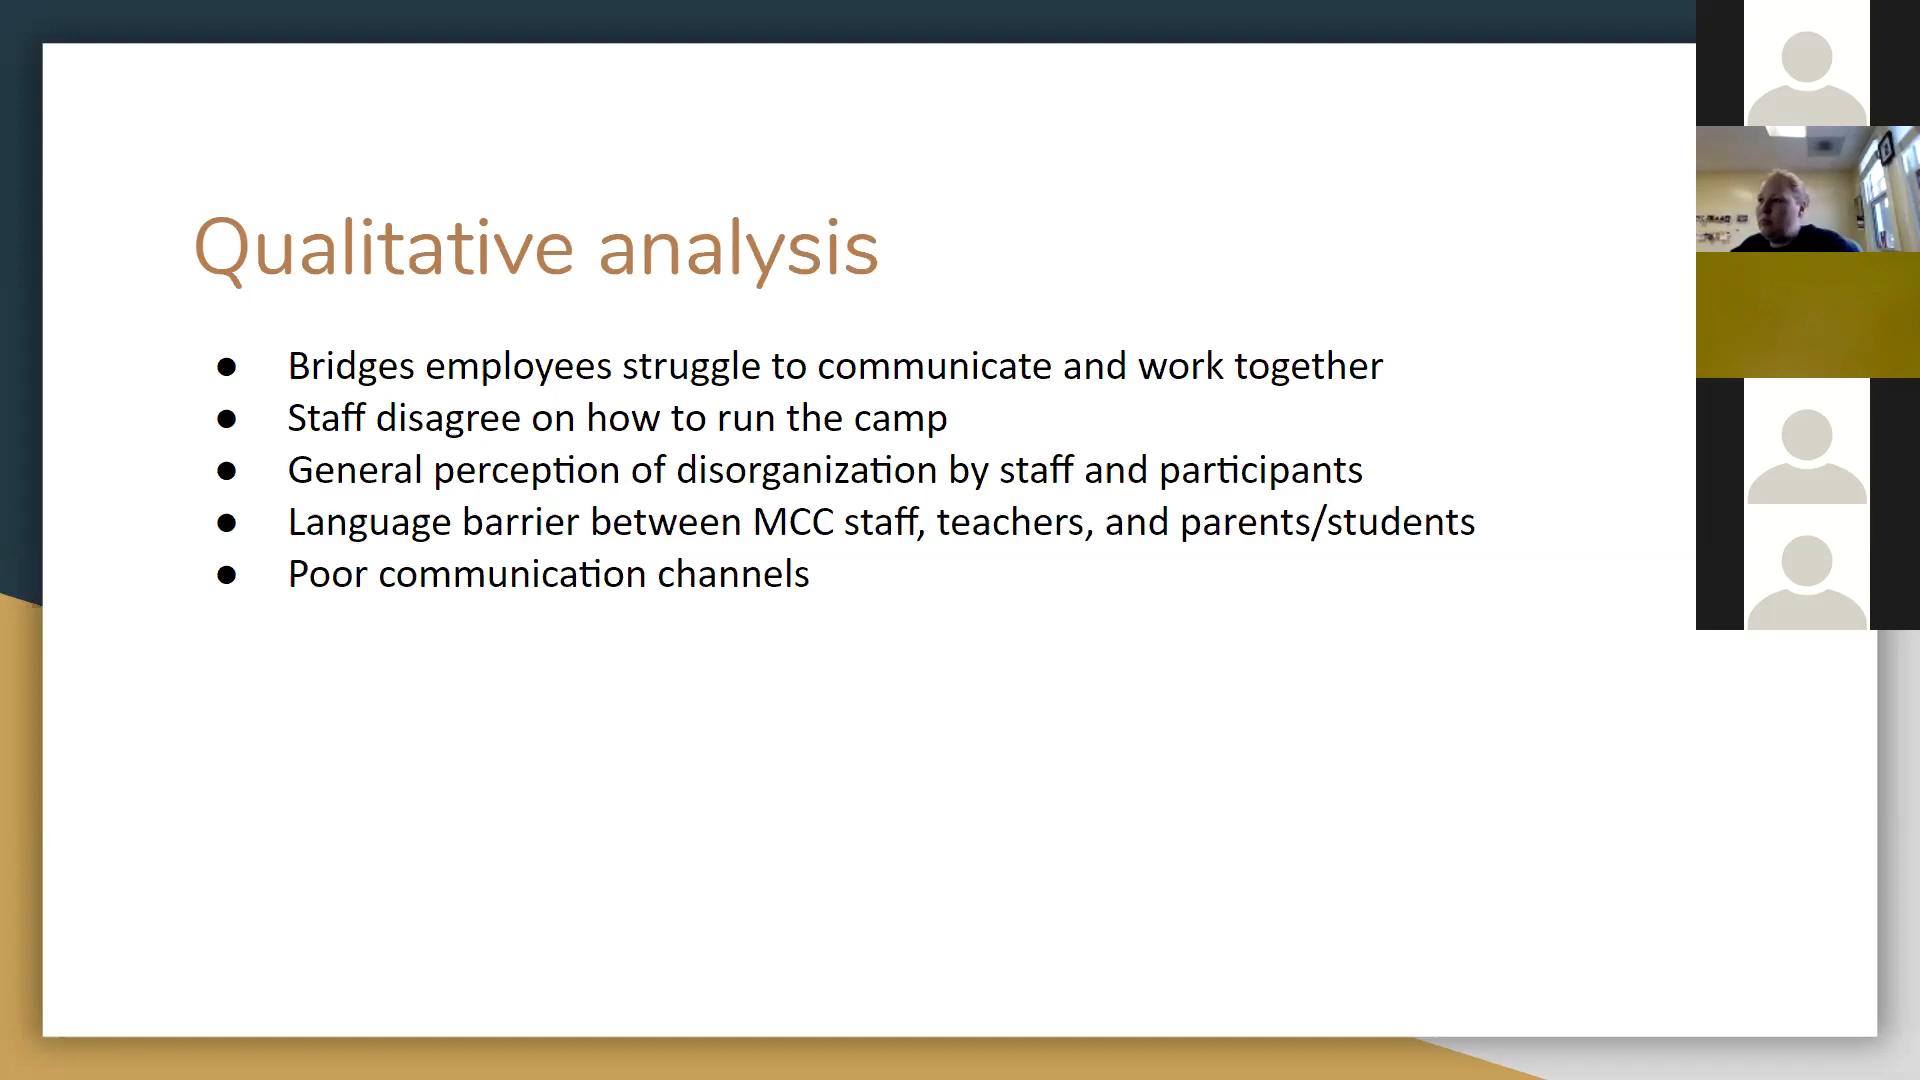 Qualitative analysis
● Bridges employees struggle to communicate and work together
● Staff disagree on how to run the camp
● General perception of disorganization by staff and participants
● Language barrier between MCC staff, teachers, and parents/students
● Poor communication channels